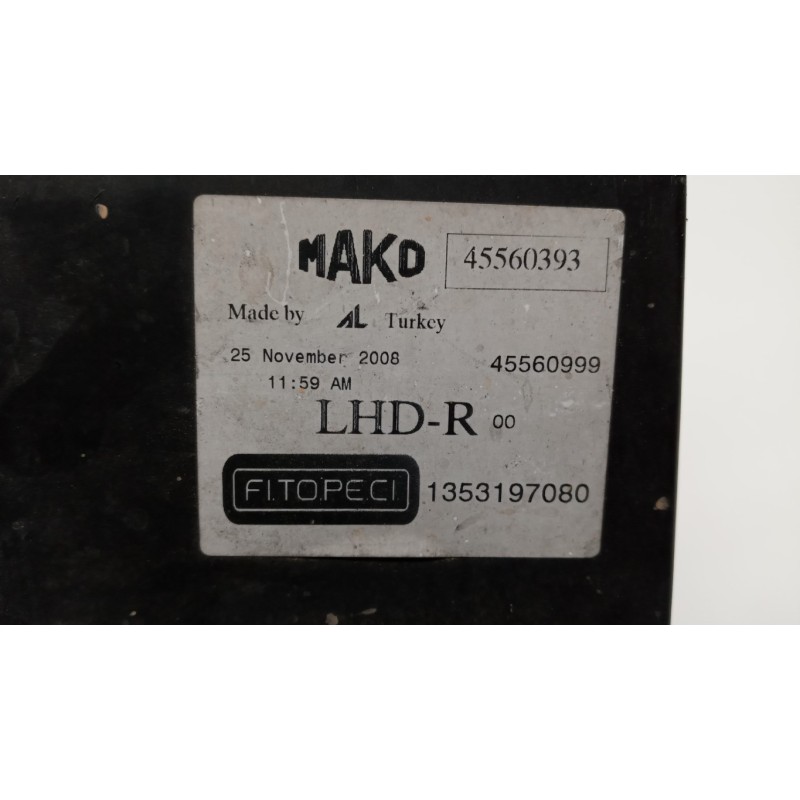 MAKO 45560393
Made by AL Turkey
25 November 2008 45560999
11:59 AM
LHD-R 00
F.I.TO.PE.CI. 1353197080